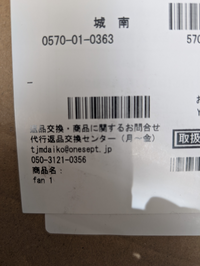 城南
0570-01-0363
570
お
Y
返品交換・商品に関するお問合せ
代行返品交換センター（月〜金）
取扱
tjmdaiko@onesept.jp
050-3121-0356
商品名：
fan 1